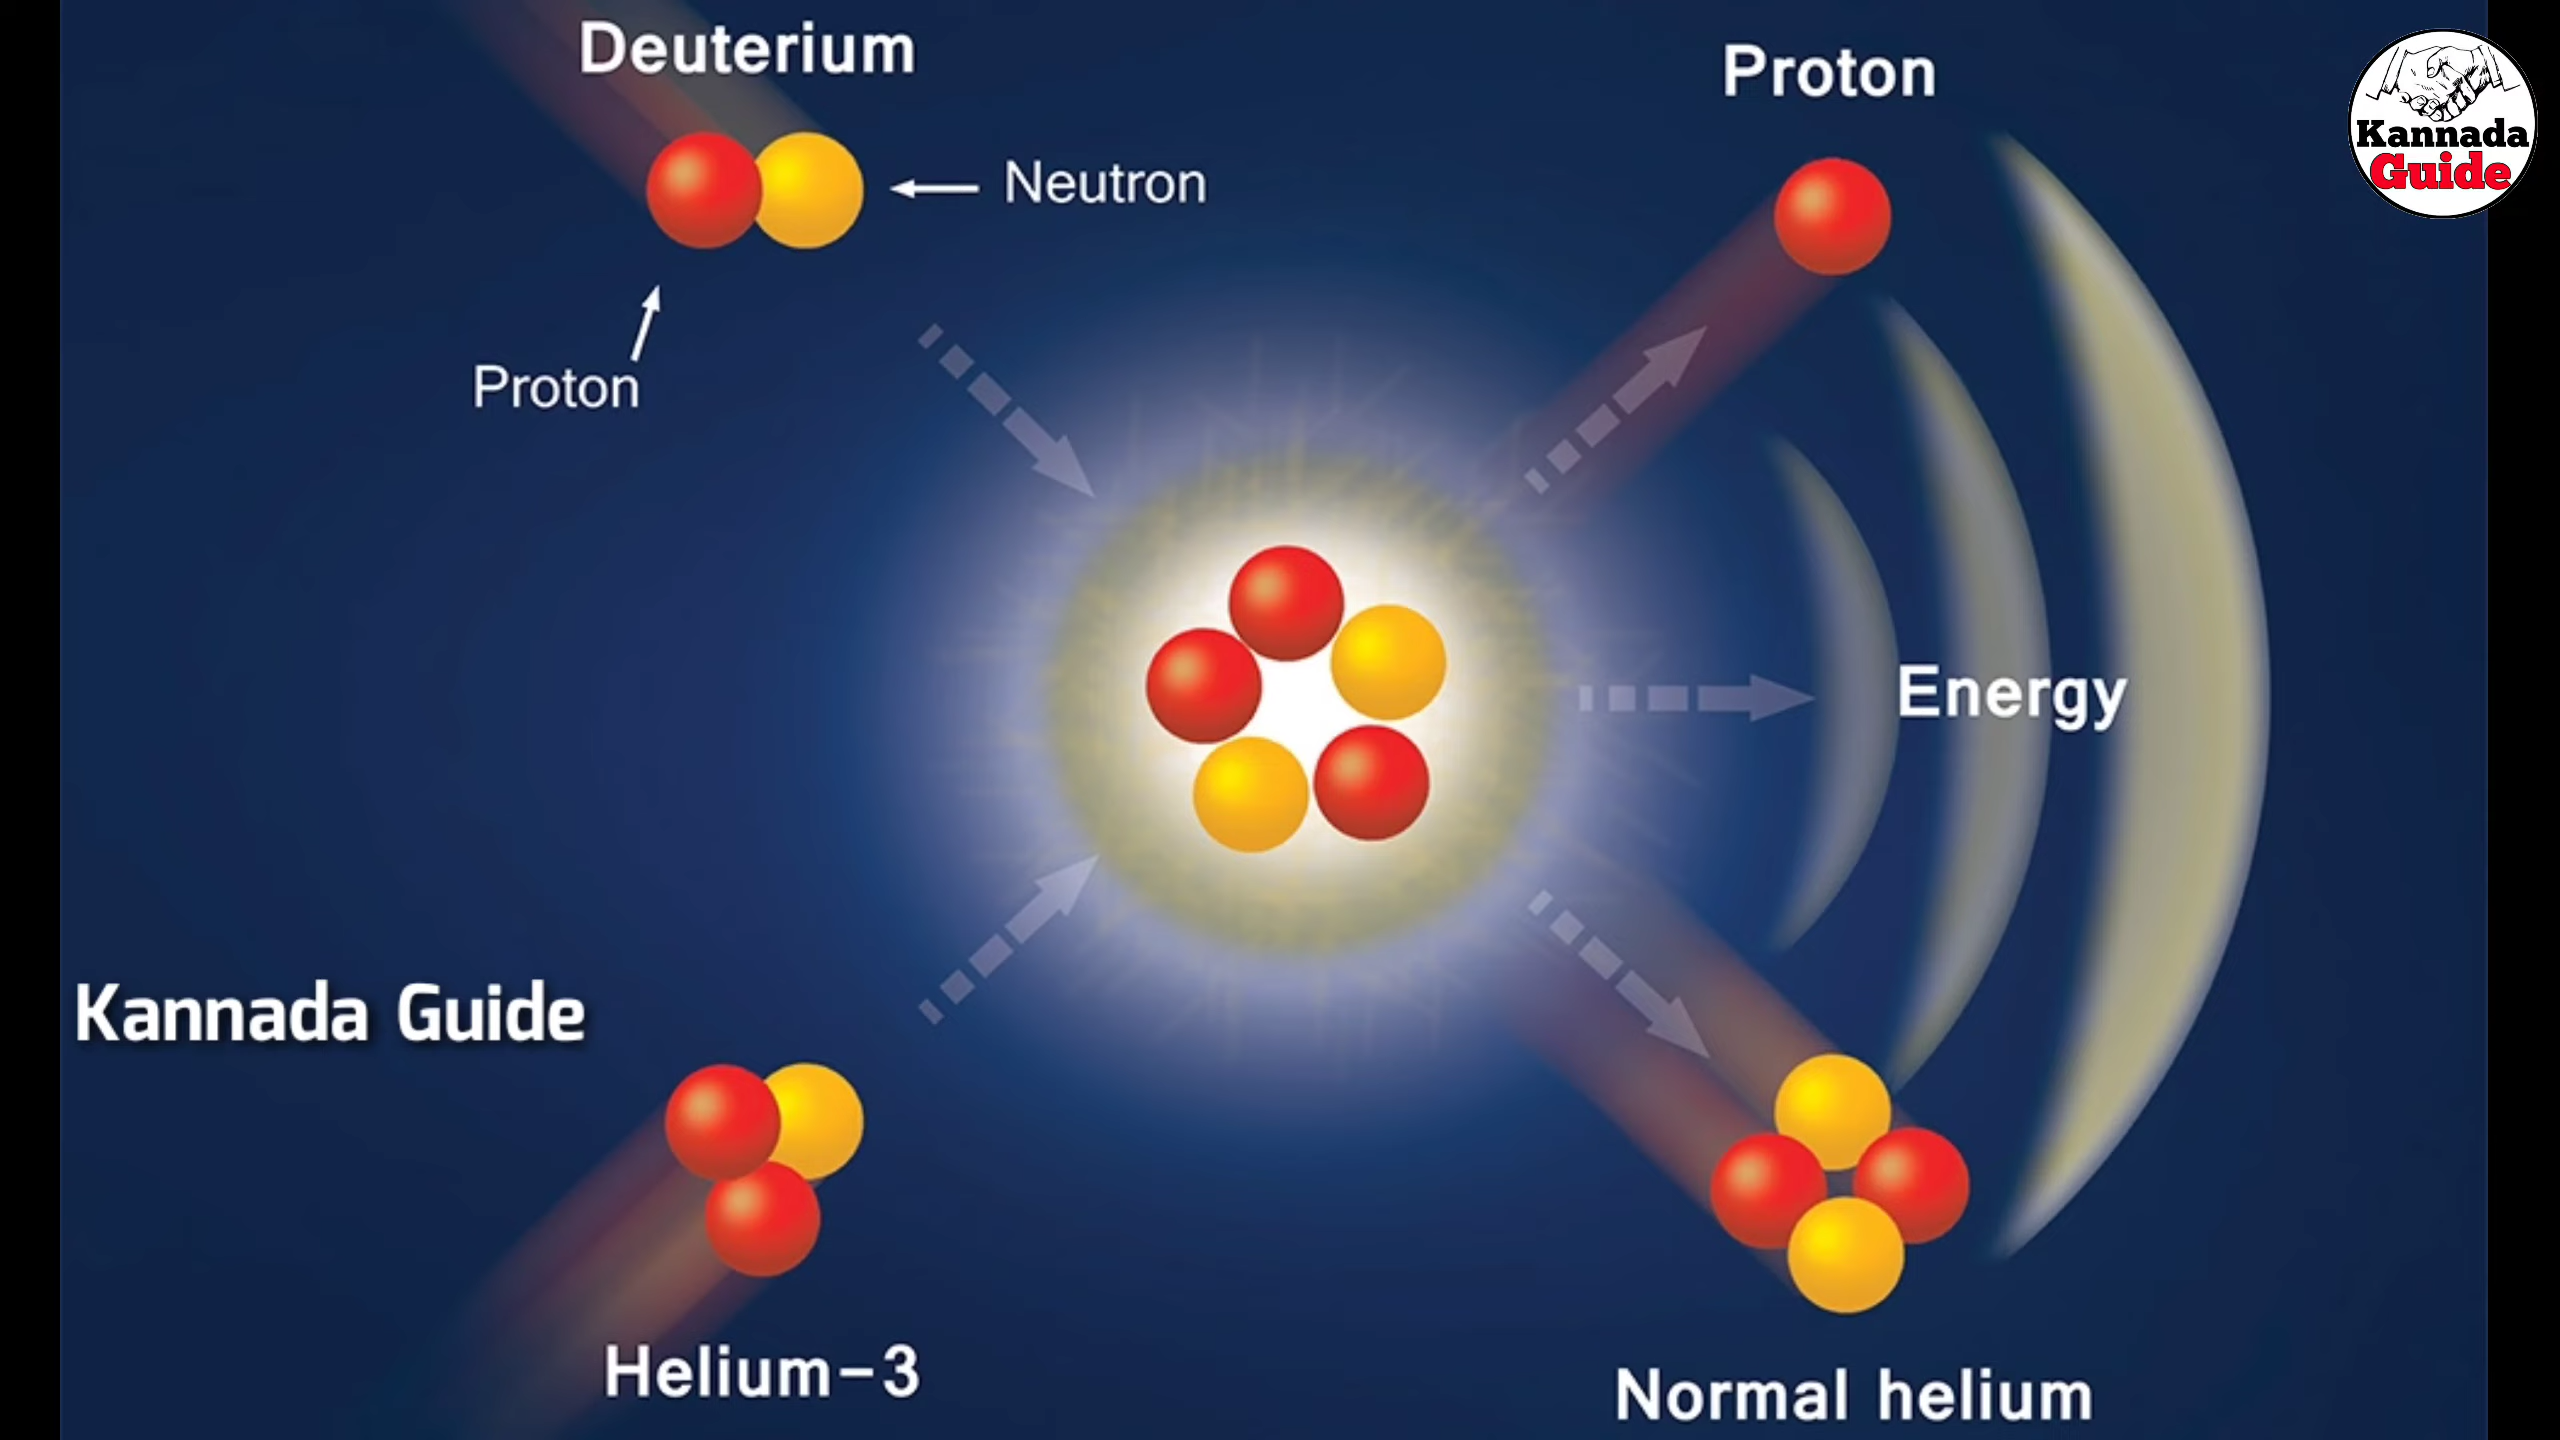 Deuterium
Proton
Kannada
Guide
Neutron
Proton
Energy
Kannada Guide
Helium-3
Normal helium